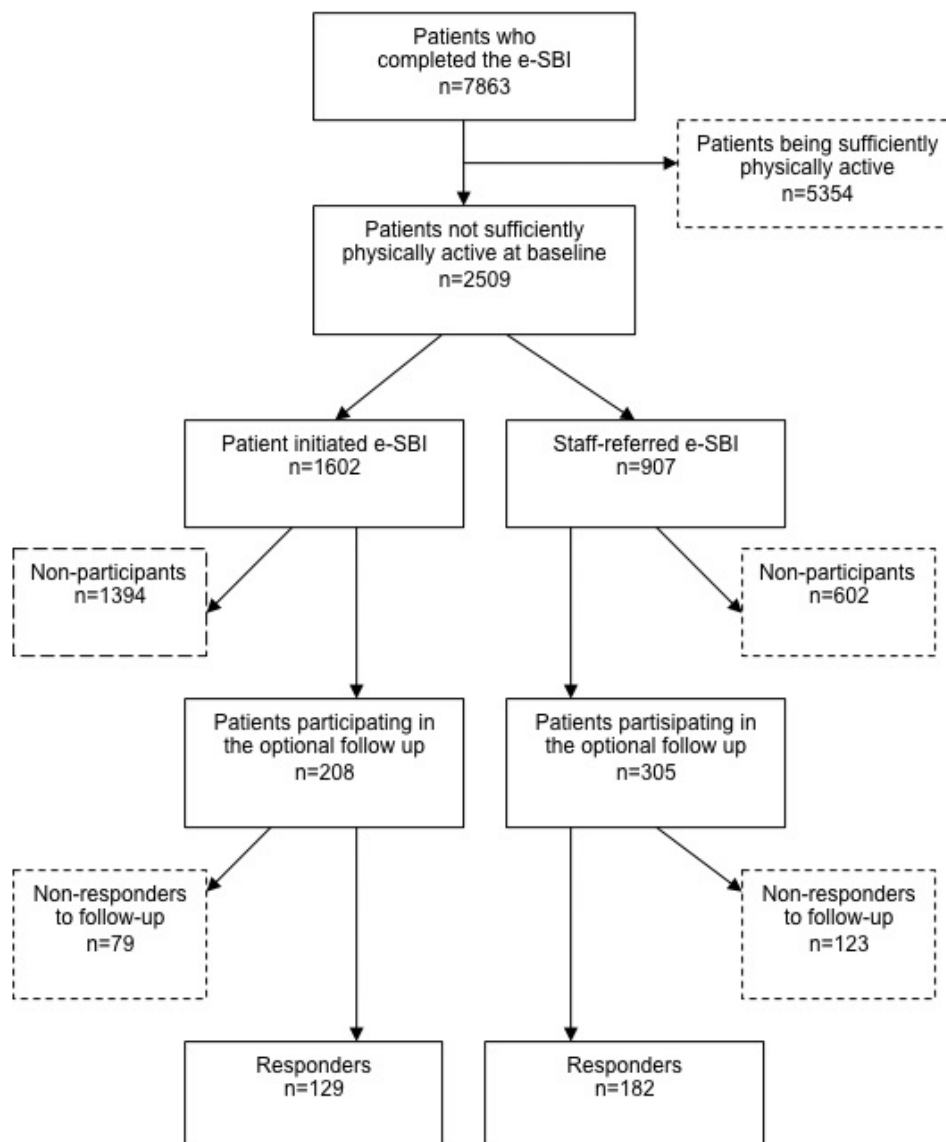 Patients who
completed the e-SBI
n=7863
Patients being sufficiently
physically active
n=5354
Patients not sufficiently
physically active at baseline
n=2509
Patient initiated e-SBI
n=1602
Staff-referred e-SBI
n=907
Non-participants
n=1394
Non-participants
n=602
Patients participating in
the optional follow up
n=208
Patients partisipating in
the optional follow up
n=305
Non-responders
to follow-up
n=79
Non-responders
to follow-up
n=123
Responders
n=129
Responders
n=182